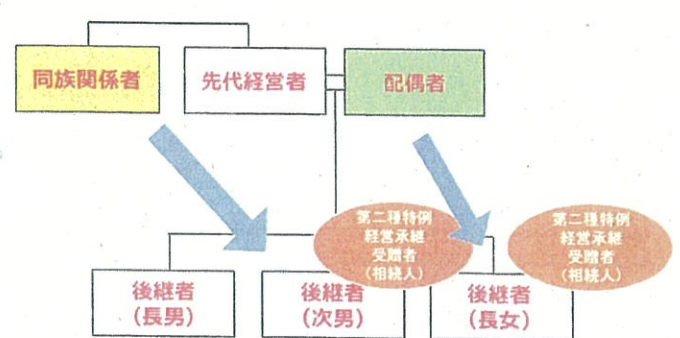 同族関係者
先代経営者
配偶者
第二種特例
経営承継
受贈者
(相続人)
第二種特例
経営承継
受贈者
(相続人)
後継者
(長男)
後継者
(次男)
後継者
(長女)